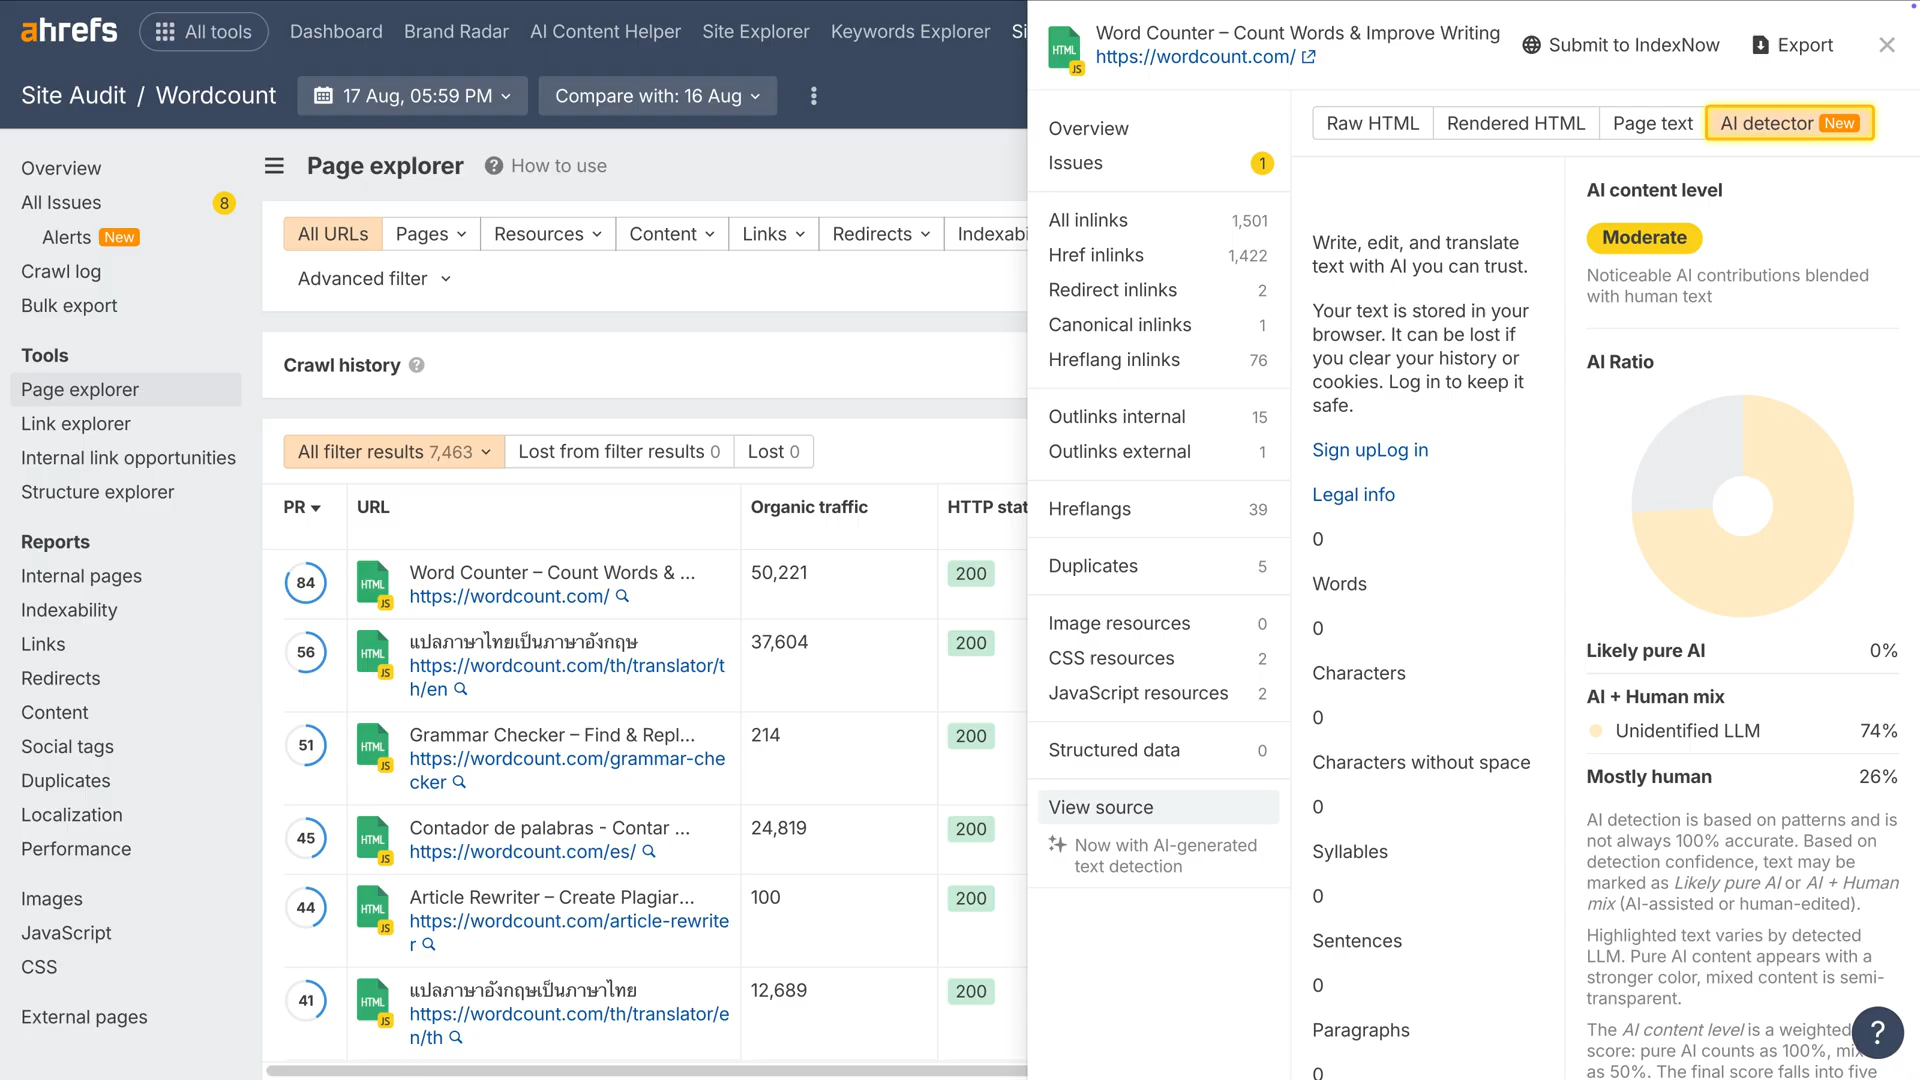 ahrefs
All tools
Dashboard
Brand Radar
AI Content Helper
Site Explorer
Keywords Explorer
Si
Site Audit / Wordcount
17 Aug, 05:59 PM
Compare with: 16 Aug
Overview
All Issues 8
Alerts New
Crawl log
Bulk export
Tools
Page explorer
Link explorer
Internal link opportunities
Structure explorer
Reports
Internal pages
Indexability
Links
Redirects
Content
Social tags
Duplicates
Localization
Performance
Images
JavaScript
CSS
External pages
Page explorer
? How to use
All URLs
Pages
Resources
Content
Links
Redirects
Indexabi
Advanced filter
Crawl history ?
All filter results 7,463
Lost from filter results 0
Lost 0
PR
URL
Organic traffic
HTTP stat
84
HTML
JS
Word Counter – Count Words & ...
https://wordcount.com/
50,221
200
56
HTML
JS
แปลภาษาไทยเป็นภาษาอังกฤษ
https://wordcount.com/th/translator/t
h/en
37,604
200
51
HTML
JS
Grammar Checker – Find & Repl...
https://wordcount.com/grammar-che
cker
214
200
45
HTML
JS
Contador de palabras - Contar ...
https://wordcount.com/es/
24,819
200
44
HTML
JS
Article Rewriter – Create Plagiar...
https://wordcount.com/article-rewrite
r
100
200
41
HTML
JS
แปลภาษาอังกฤษเป็นภาษาไทย
https://wordcount.com/th/translator/e
n/th
12,689
200
HTML
JS
Word Counter – Count Words & Improve Writing
https://wordcount.com/
Submit to IndexNow
Export
Overview
Issues 1
All inlinks 1,501
Href inlinks 1,422
Redirect inlinks 2
Canonical inlinks 1
Hreflang inlinks 76
Outlinks internal 15
Outlinks external 1
Hreflangs 39
Duplicates 5
Image resources 0
CSS resources 2
JavaScript resources 2
Structured data 0
View source
Now with AI-generated
text detection
Raw HTML
Rendered HTML
Page text
AI detector New
Write, edit, and translate
text with AI you can trust.
Your text is stored in your
browser. It can be lost if
you clear your history or
cookies. Log in to keep it
safe.
Sign upLog in
Legal info
0
Words
0
Characters
0
Characters without space
0
Syllables
0
Sentences
0
Paragraphs
0
AI content level
Moderate
Noticeable AI contributions blended
with human text
AI Ratio
Likely pure AI 0%
AI + Human mix
Unidentified LLM 74%
Mostly human 26%
AI detection is based on patterns and is
not always 100% accurate. Based on
detection confidence, text may be
marked as Likely pure AI or AI + Human
mix (AI-assisted or human-edited).
Highlighted text varies by detected
LLM. Pure AI content appears with a
stronger color, mixed content is semi-
transparent.
The AI content level is a weighted
score: pure AI counts as 100%, mix
as 50%. The final score falls into five
?